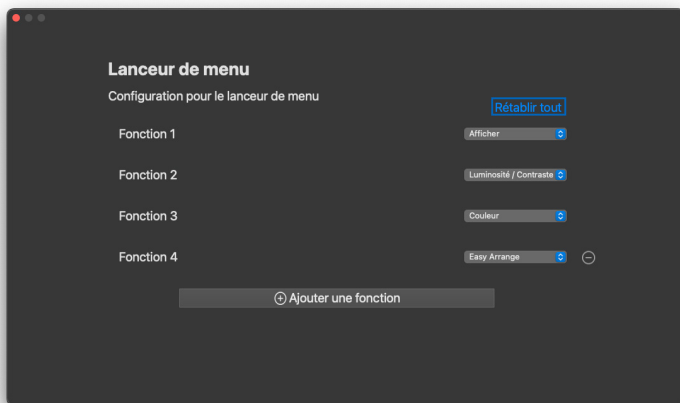 Lanceur de menu
Configuration pour le lanceur de menu
Rétablir tout
Fonction 1 Afficher
Fonction 2 Luminosité / Contraste
Fonction 3 Couleur
Fonction 4 Easy Arrange
Ajouter une fonction